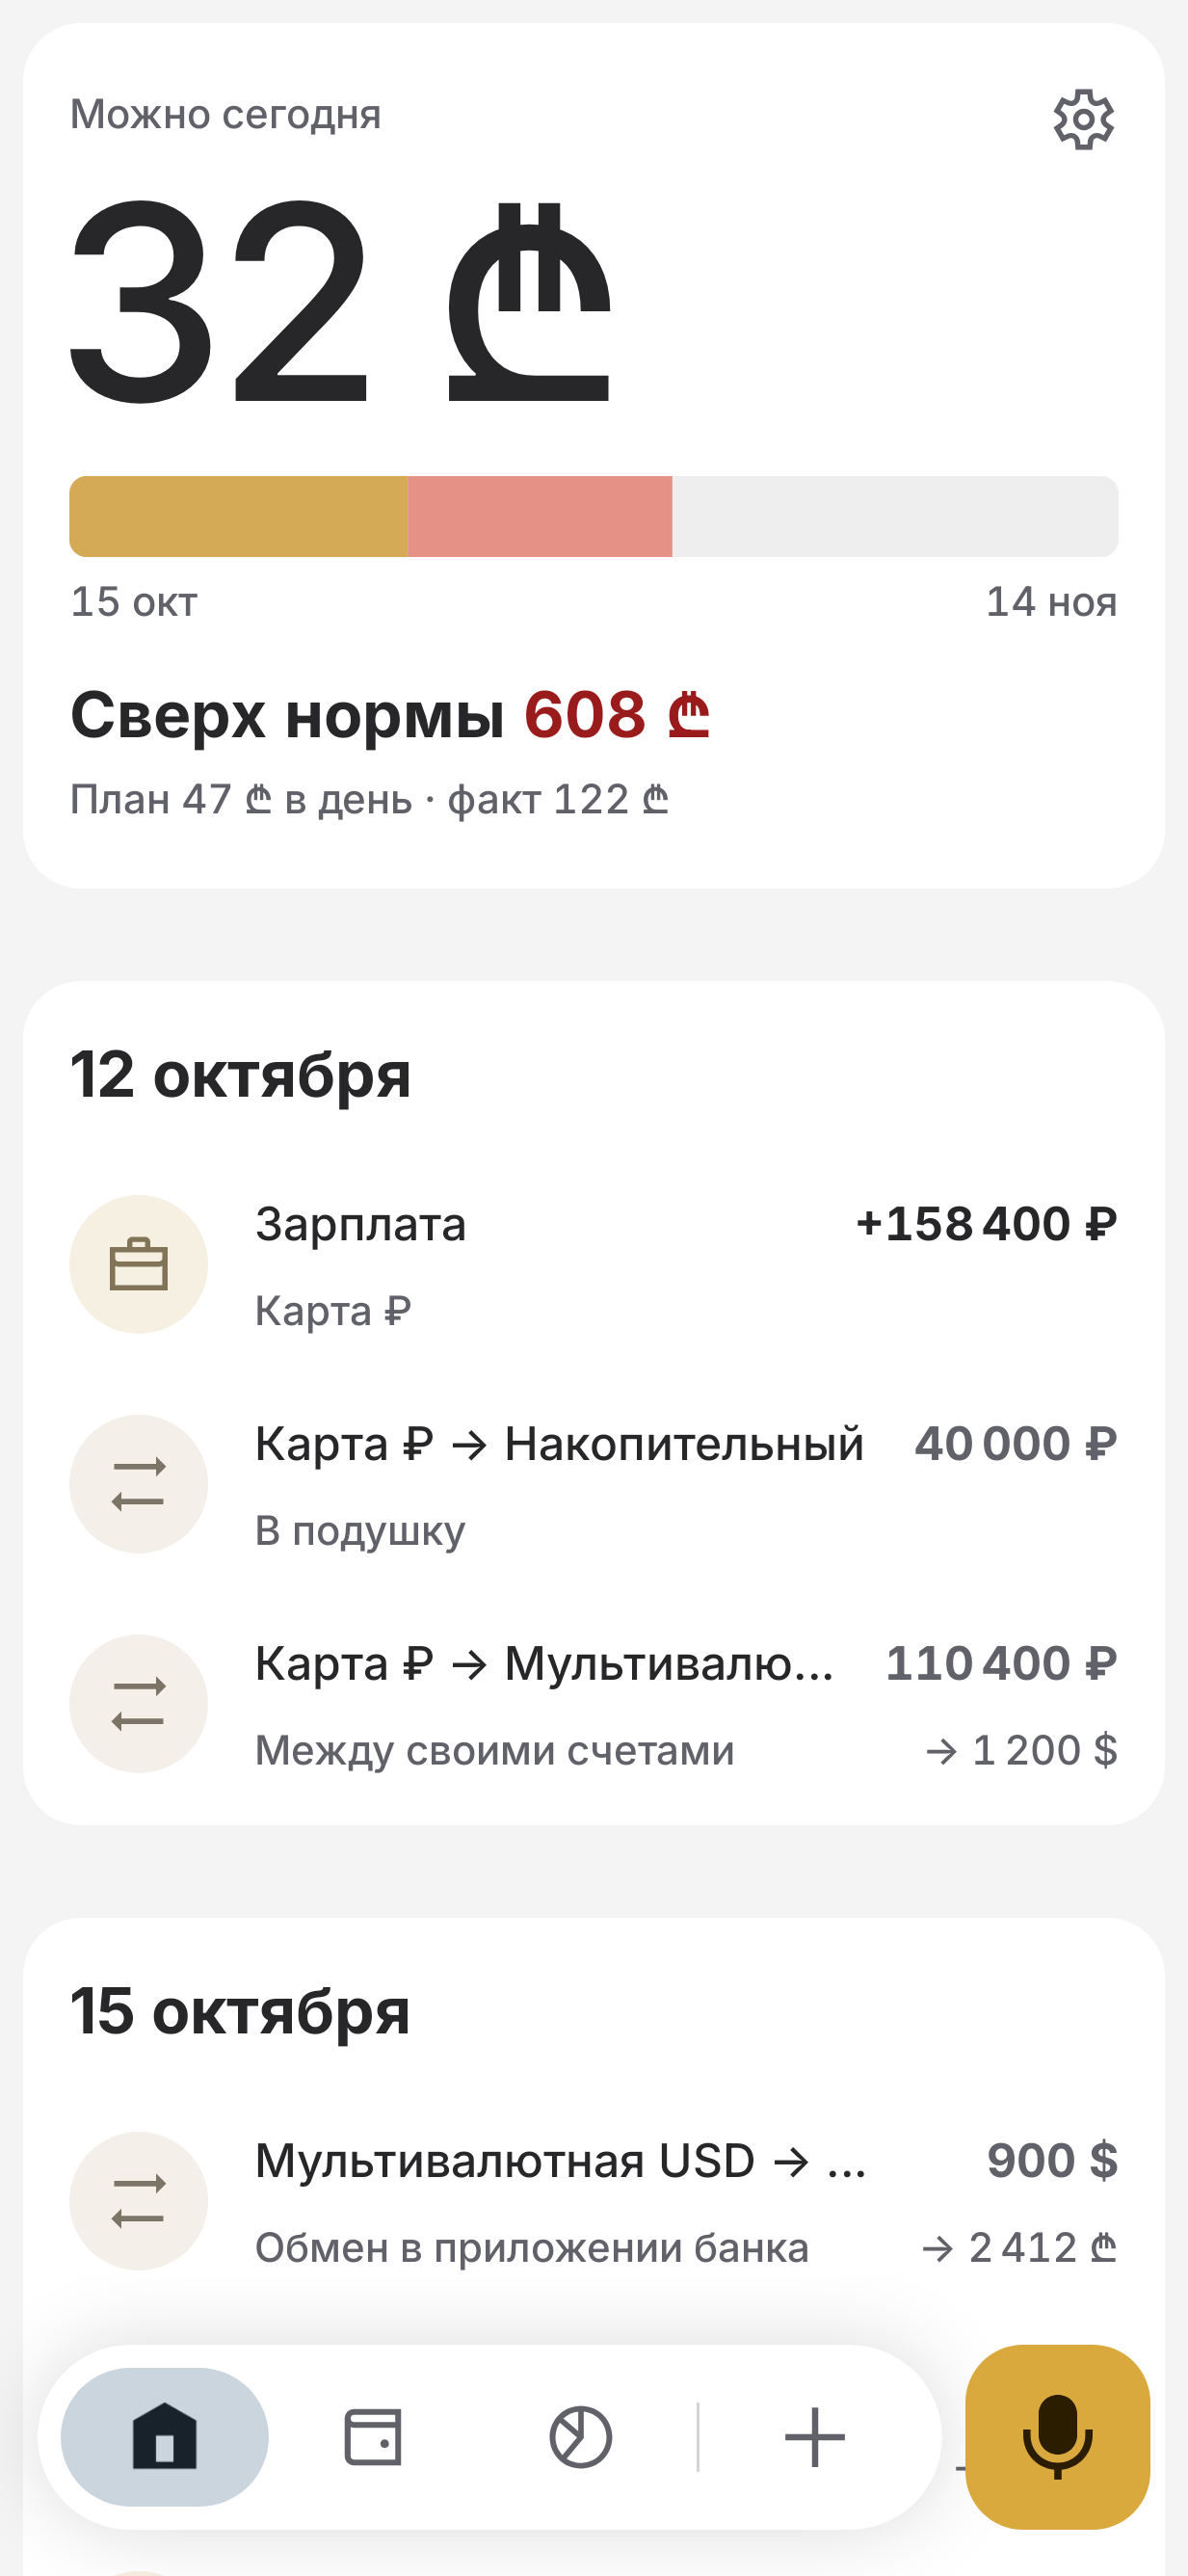 Можно сегодня
32 ₾
15 окт
14 ноя
Сверх нормы 608 ₾
План 47 ₾ в день · факт 122 ₾
12 октября
Зарплата
+158 400 ₽
Карта ₽
Карта ₽ → Накопительный
40 000 ₽
В подушку
Карта ₽ → Мультивалю...
110 400 ₽
Между своими счетами
→ 1 200 $
15 октября
Мультивалютная USD → ...
900 $
Обмен в приложении банка
→ 2 412 ₾